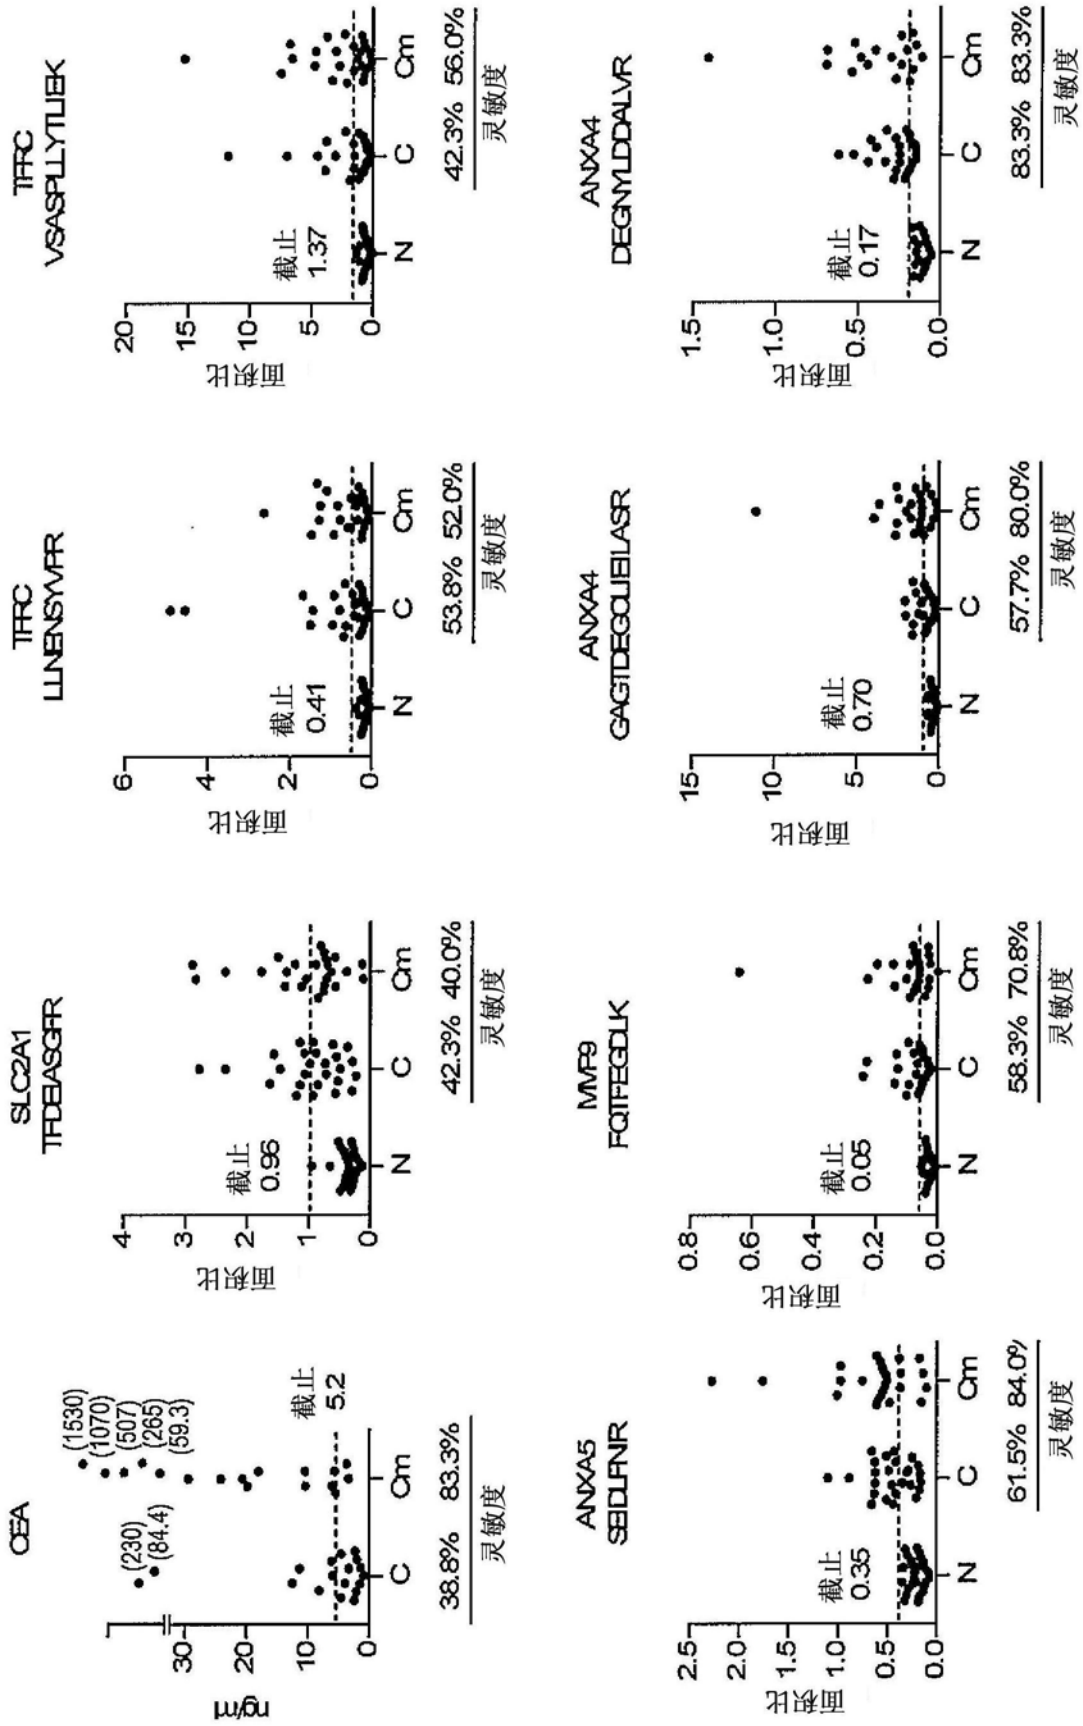 CEA
ng/ml
30
20
10
0
(230)
(84.4)
(1530)
(1070)
(507)
(265)
(59.3)
截止
5.2
C
Cm
38.8%
83.3%
灵敏度
SLC2A1
TFDEIASGFR
面积比
4
3
2
1
0
截止
0.96
N
C
Cm
42.3%
40.0%
灵敏度
TFRC
LLNENSYVPR
面积比
6
4
2
0
截止
0.41
N
C
Cm
53.8%
52.0%
灵敏度
TFRC
VSASPLLYTLIEK
面积比
20
15
10
5
0
截止
1.37
N
C
Cm
42.3%
56.0%
灵敏度
ANXA5
SEIDLFNIR
面积比
2.5
2.0
1.5
1.0
0.5
0.0
截止
0.35
N
C
Cm
61.5%
84.0%
灵敏度
MMP9
FQTFEGDLK
面积比
0.8
0.6
0.4
0.2
0.0
截止
0.05
N
C
Cm
58.3%
70.8%
灵敏度
ANXA4
GAGTDEGCLIEILASR
面积比
15
10
5
0
截止
0.70
N
C
Cm
57.7%
80.0%
灵敏度
ANXA4
DEGNYLDDALVR
面积比
1.5
1.0
0.5
0.0
截止
0.17
N
C
Cm
83.3%
83.3%
灵敏度